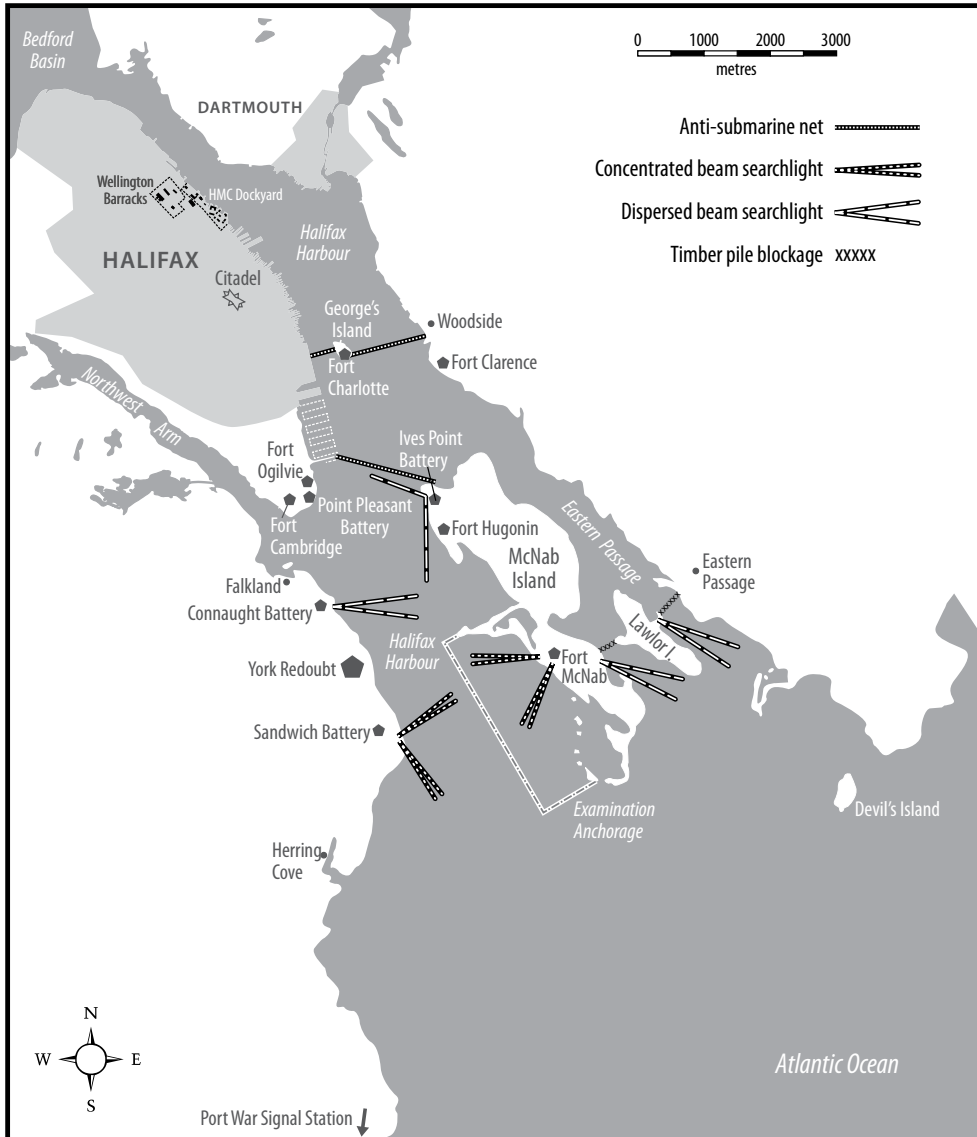 Bedford
Basin
DARTMOUTH
0 1000 2000 3000
metres
Anti-submarine net
Concentrated beam searchlight
Dispersed beam searchlight
Timber pile blockage xxxxx
Wellington
Barracks
HMC Dockyard
HALIFAX
Citadel
Halifax
Harbour
George's
Island
Woodside
Fort
Charlotte
Fort Clarence
Northwest
Arm
Fort
Ogilvie
Ives Point
Battery
Point Pleasant
Battery
Fort
Cambridge
Fort Hugonin
McNab
Island
Eastern Passage
Eastern
Passage
Falkland
Connaught Battery
Halifax
Harbour
Lawlor I.
York Redoubt
Fort
McNab
Sandwich Battery
Examination
Anchorage
Devil's Island
Herring
Cove
N
W E
S
Atlantic Ocean
Port War Signal Station